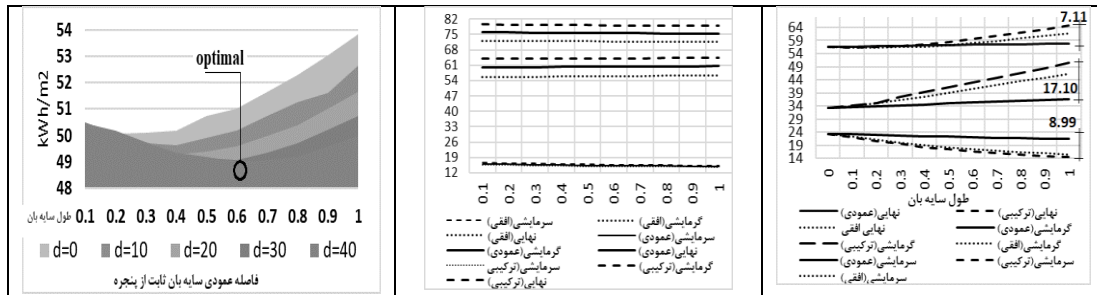 54
53
52
51
50
49
48
kWh/m2
optimal
طول سایه بان 0.1 0.2 0.3 0.4 0.5 0.6 0.7 0.8 0.9 1
d=0 d=10 d=20 d=30 d=40
فاصله عمودی سایه بان ثابت از پنجره
82
75
68
61
54
47
40
33
26
19
12
0.1 0.2 0.3 0.4 0.5 0.6 0.7 0.8 0.9 1
سرمایشی(افقی) گرمایشی(افقی)
نهایی(افقی) سرمایشی(عمودی)
گرمایشی(عمودی) نهایی(عمودی)
سرمایشی(ترکیبی) گرمایشی(ترکیبی)
نهایی(ترکیبی)
64
59
54
49
44
39
34
29
24
19
14
7.11
17.10
8.99
0 0.1 0.2 0.3 0.4 0.5 0.6 0.7 0.8 0.9 1
طول سایه بان
نهایی(عمودی) نهایی(ترکیبی)
نهایی افقی گرمایشی(عمودی)
گرمایشی(ترکیبی) گرمایشی(افقی)
سرمایشی(عمودی) سرمایشی(ترکیبی)
سرمایشی(افقی)